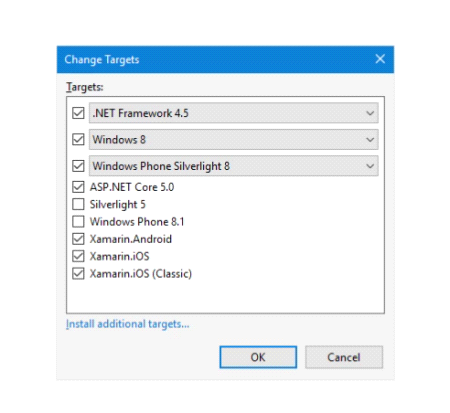 Change Targets
Targets:
.NET Framework 4.5
Windows 8
Windows Phone Silverlight 8
ASP.NET Core 5.0
Silverlight 5
Windows Phone 8.1
Xamarin.Android
Xamarin.iOS
Xamarin.iOS (Classic)
Install additional targets...
OK Cancel